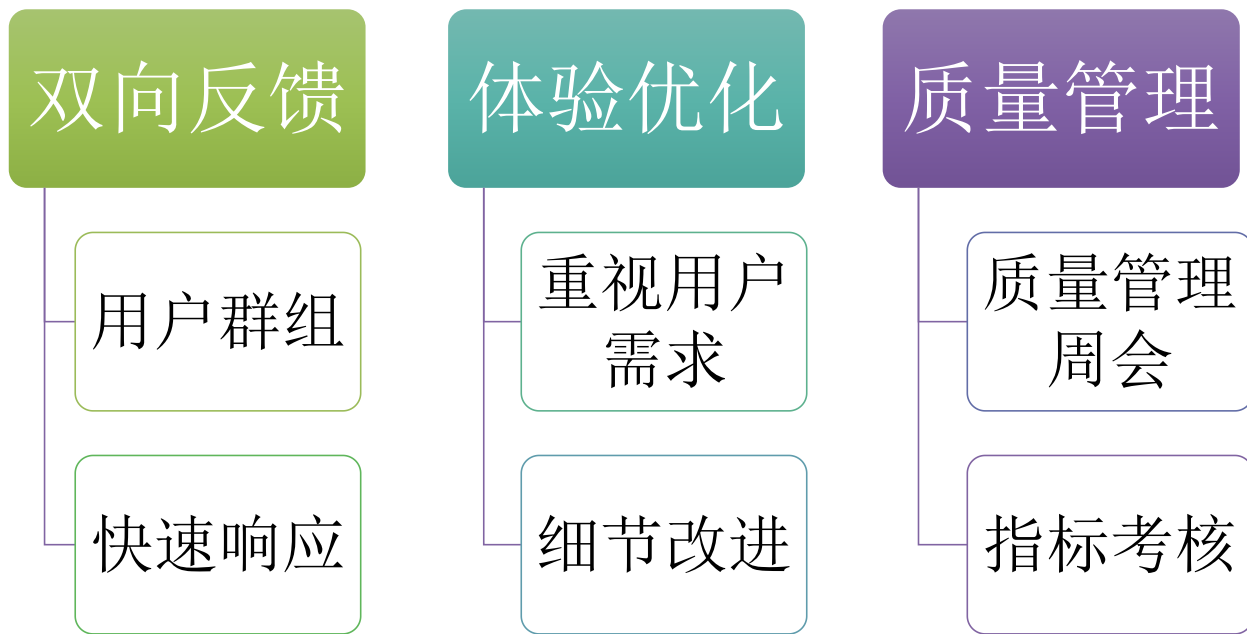 双向反馈
用户群组
快速响应
体验优化
重视用户
需求
细节改进
质量管理
质量管理
周会
指标考核